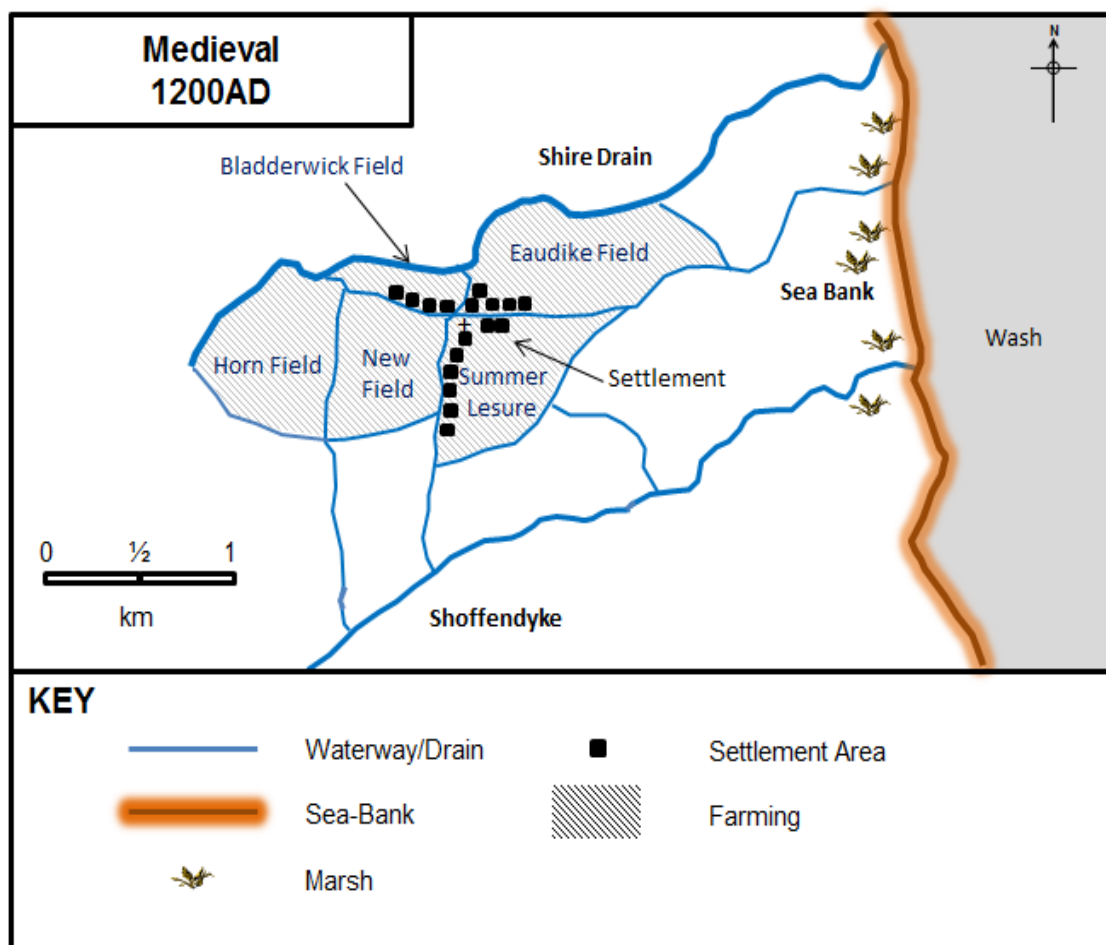 Medieval
1200AD
N
Shire Drain
Bladderwick Field
Eaudike Field
Sea Bank
Wash
Horn Field
New
Field
Summer
Lesure
Settlement
0 ½ 1
km
Shoffendyke
KEY
Waterway/Drain
Settlement Area
Sea-Bank
Farming
Marsh